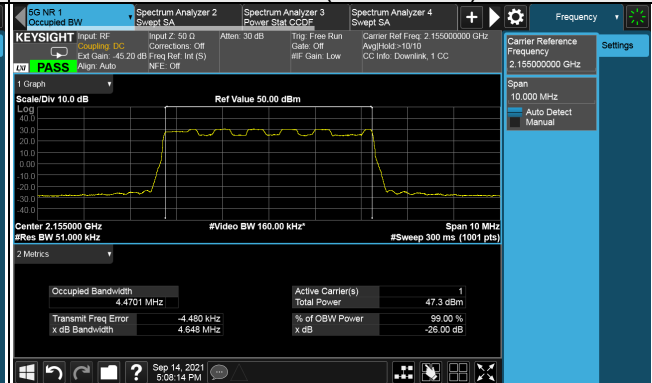 5G NR 1
Occupied BW
Spectrum Analyzer 2
Swept SA
Spectrum Analyzer 3
Power Stat CCDF
Spectrum Analyzer 4
Swept SA
+
Frequency
KEYSIGHT
LXI
PASS
Input: RF
Coupling: DC
Ext Gain: -45.20 dB
Align: Auto
Input Z: 50 Ω
Corrections: Off
Freq Ref: Int (S)
NFE: Off
Atten: 30 dB
Trig: Free Run
Gate: Off
#IF Gain: Low
Carrier Ref Freq: 2.155000000 GHz
Avg|Hold:>10/10
CC Info: Downlink, 1 CC
Carrier Reference
Frequency
2.155000000 GHz
Settings
Span
10.000 MHz
Auto Detect
Manual
1 Graph
Scale/Div 10.0 dB
Ref Value 50.00 dBm
Log
40.0
30.0
20.0
10.0
0.00
-10.0
-20.0
-30.0
-40.0
Center 2.155000 GHz
#Video BW 160.00 kHz*
Span 10 MHz
#Res BW 51.000 kHz
#Sweep 300 ms (1001 pts)
2 Metrics
Occupied Bandwidth
4.4701 MHz
Transmit Freq Error
-4.480 kHz
x dB Bandwidth
4.648 MHz
Active Carrier(s)
1
Total Power
47.3 dBm
% of OBW Power
99.00 %
x dB
-26.00 dB
?
Sep 14, 2021
5:08:14 PM